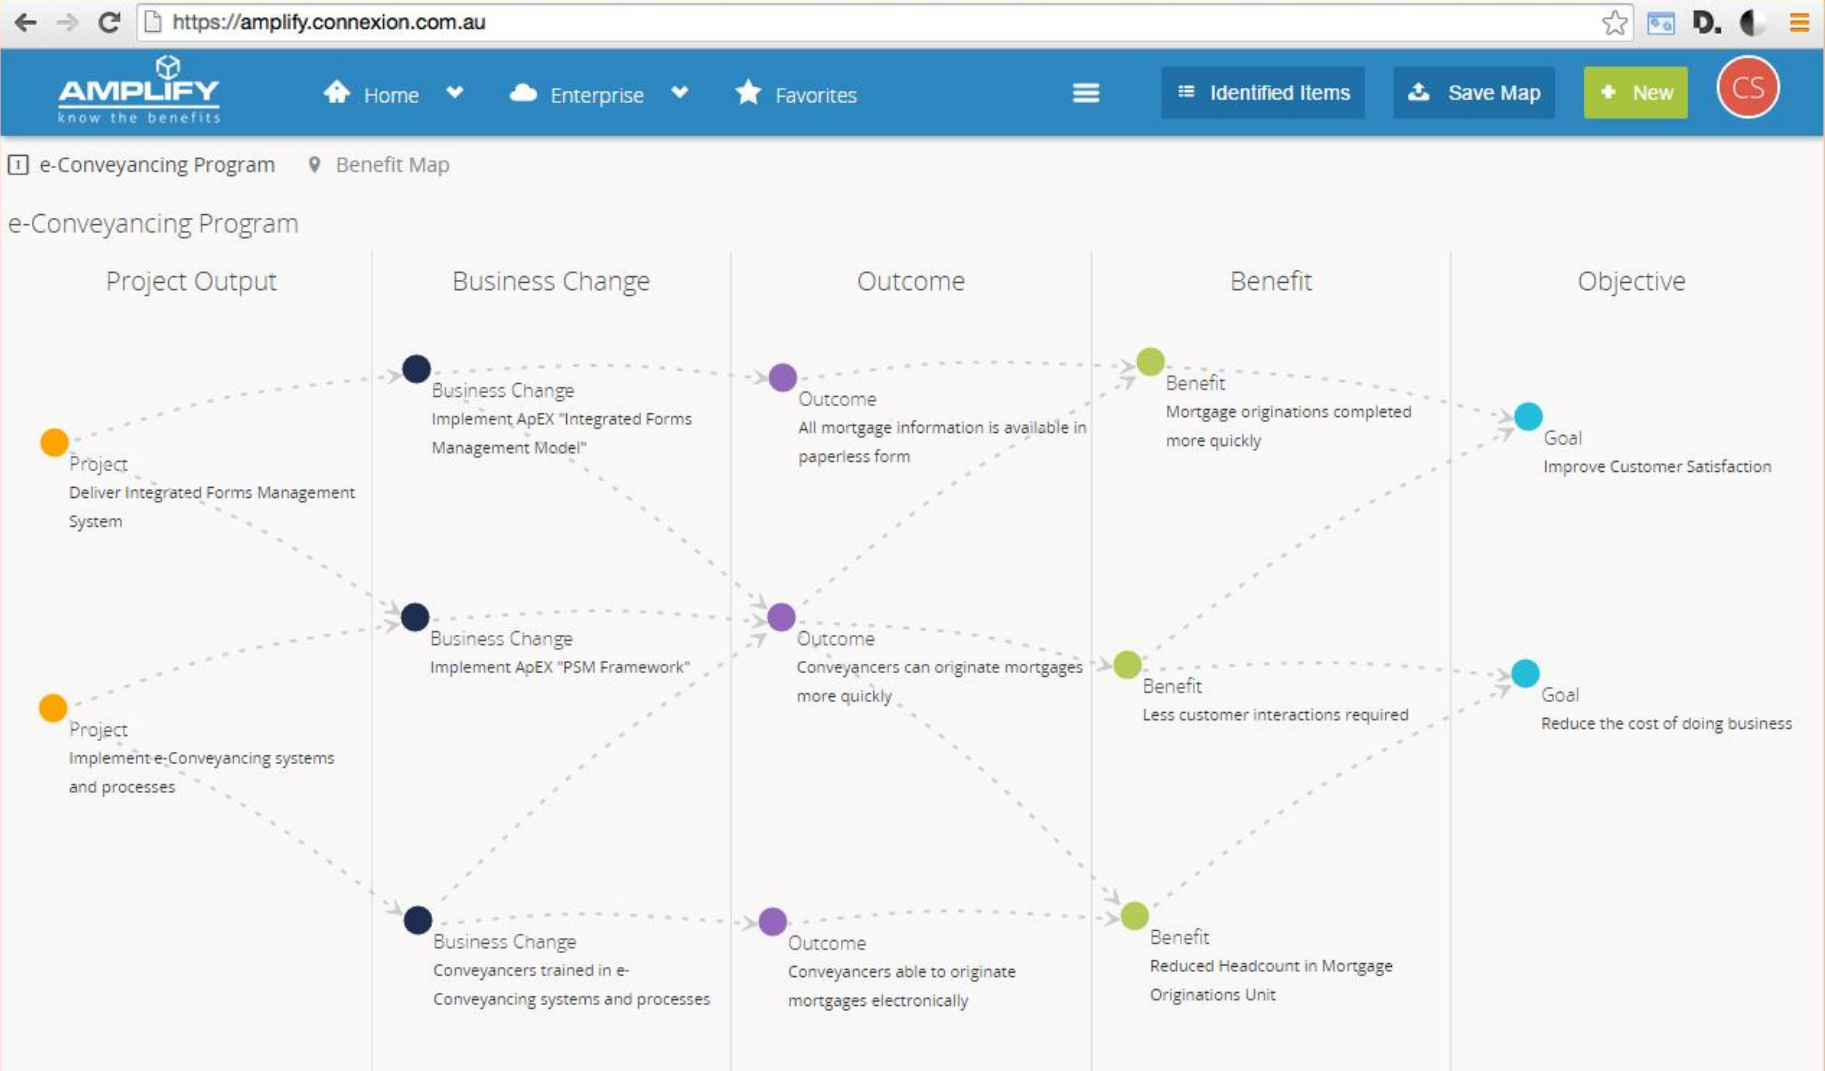 https://amplify.connexion.com.au
D.
AMPLIFY
know the benefits
Home
Enterprise
Favorites
Identified Items
Save Map
+ New
CS
1 e-Conveyancing Program
Benefit Map
e-Conveyancing Program
Project Output
Business Change
Outcome
Benefit
Objective
Project
Deliver Integrated Forms Management
System
Project
Implement e-Conveyancing systems
and processes
Business Change
Implement ApEX "Integrated Forms
Management Model"
Business Change
Implement ApEX "PSM Framework"
Business Change
Conveyancers trained in e-
Conveyancing systems and processes
Outcome
All mortgage information is available in
paperless form
Outcome
Conveyancers can originate mortgages
more quickly
Outcome
Conveyancers able to originate
mortgages electronically
Benefit
Mortgage originations completed
more quickly
Benefit
Less customer interactions required
Benefit
Reduced Headcount in Mortgage
Originations Unit
Goal
Improve Customer Satisfaction
Goal
Reduce the cost of doing business